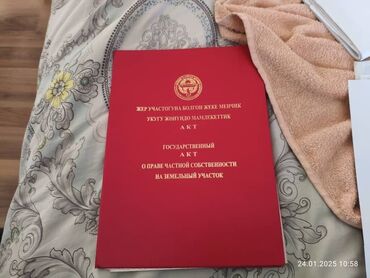 ЖЕР УЧАСТОГУНА БОЛГОН ЖЕКЕ МЕНЧИК
УКУГУ ЖӨНҮНДӨ МАМЛЕКЕТТИК
АКТ
ГОСУДАРСТВЕННЫЙ
АКТ
О ПРАВЕ ЧАСТНОЙ СОБСТВЕННОСТИ
НА ЗЕМЕЛЬНЫЙ УЧАСТОК
24.01.2025 10:58